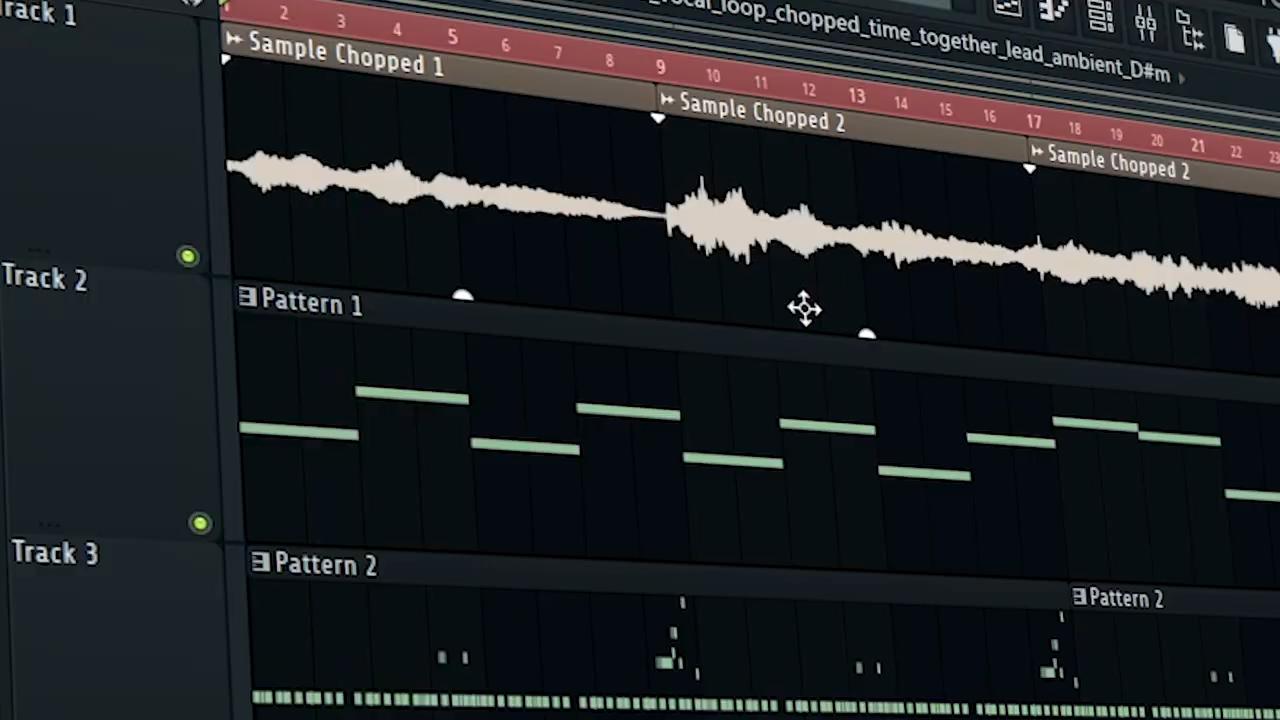 _vocal_loop_chopped_time_together_lead_ambient_D#m
Track 1
2 3 4 5 6 7 8 9 10 11 12 13 14 15 16 17 18 19 20 21 22 23
Sample Chopped 1
Sample Chopped 2
Sample Chopped 2
Track 2
Pattern 1
Track 3
Pattern 2
Pattern 2